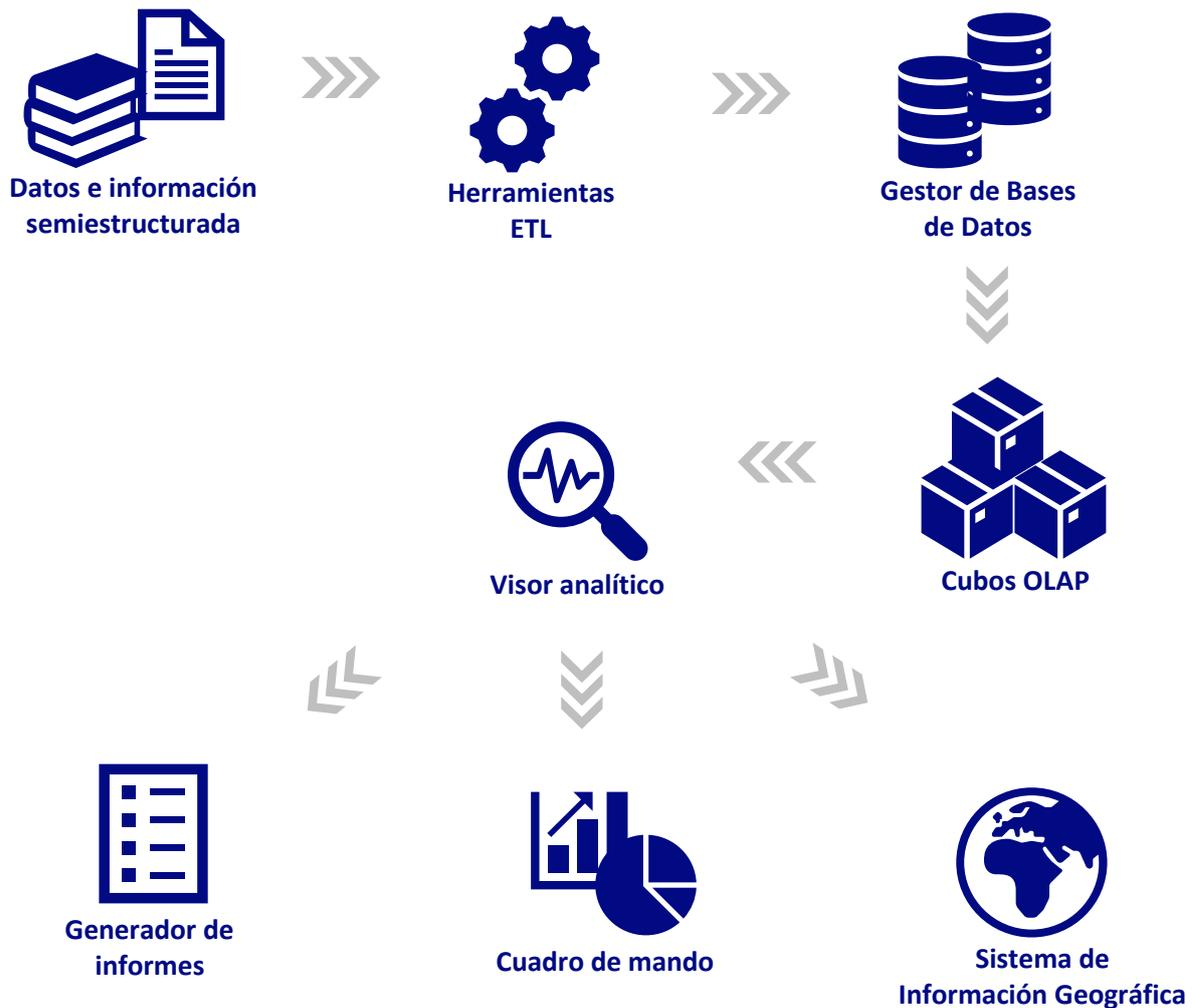 Datos e información
semiestructurada
Herramientas
ETL
Gestor de Bases
de Datos
Visor analítico
Cubos OLAP
Generador de
informes
Cuadro de mando
Sistema de
Información Geográfica